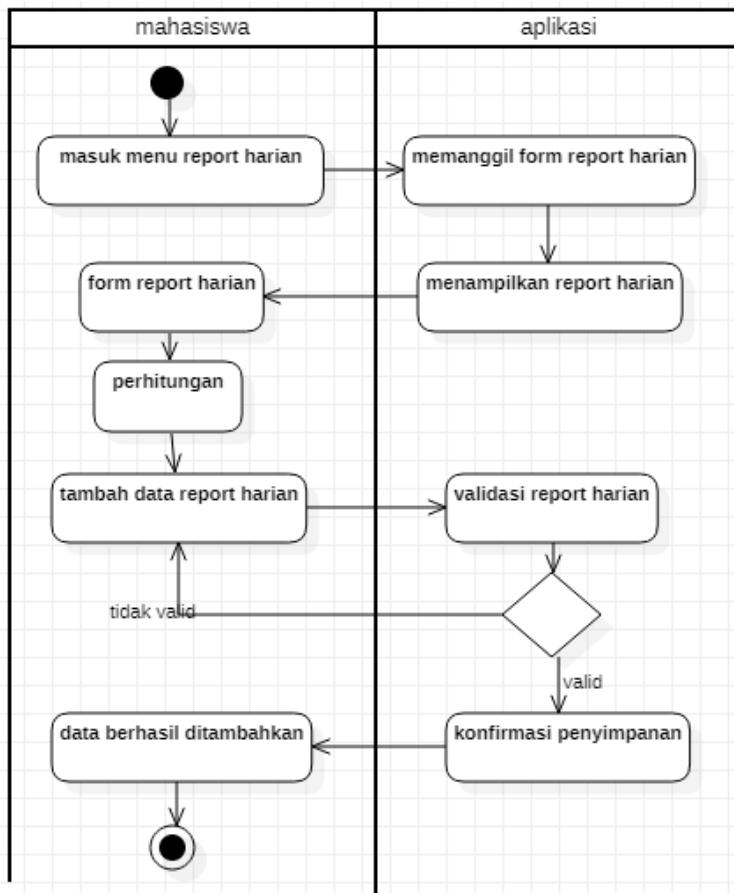 mahasiswa
aplikasi
masuk menu report harian
memanggil form report harian
form report harian
menampilkan report harian
perhitungan
tambah data report harian
validasi report harian
tidak valid
valid
data berhasil ditambahkan
konfirmasi penyimpanan